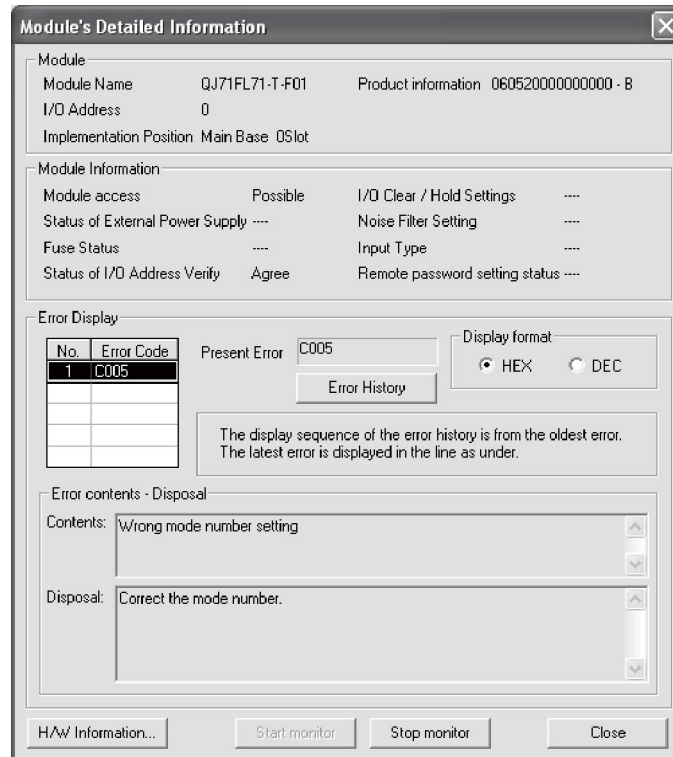 Module's Detailed Information
Module
Module Name QJ71FL71-T-F01 Product information 060520000000000 - B
I/O Address 0
Implementation Position Main Base 0Slot
Module Information
Module access Possible I/O Clear / Hold Settings ----
Status of External Power Supply ---- Noise Filter Setting ----
Fuse Status ---- Input Type ----
Status of I/O Address Verify Agree Remote password setting status ----
Error Display
No. Error Code
1 C005
Present Error C005
Error History
Display format
HEX DEC
The display sequence of the error history is from the oldest error.
The latest error is displayed in the line as under.
Error contents - Disposal
Contents: Wrong mode number setting
Disposal: Correct the mode number.
H/W Information... Start monitor Stop monitor Close